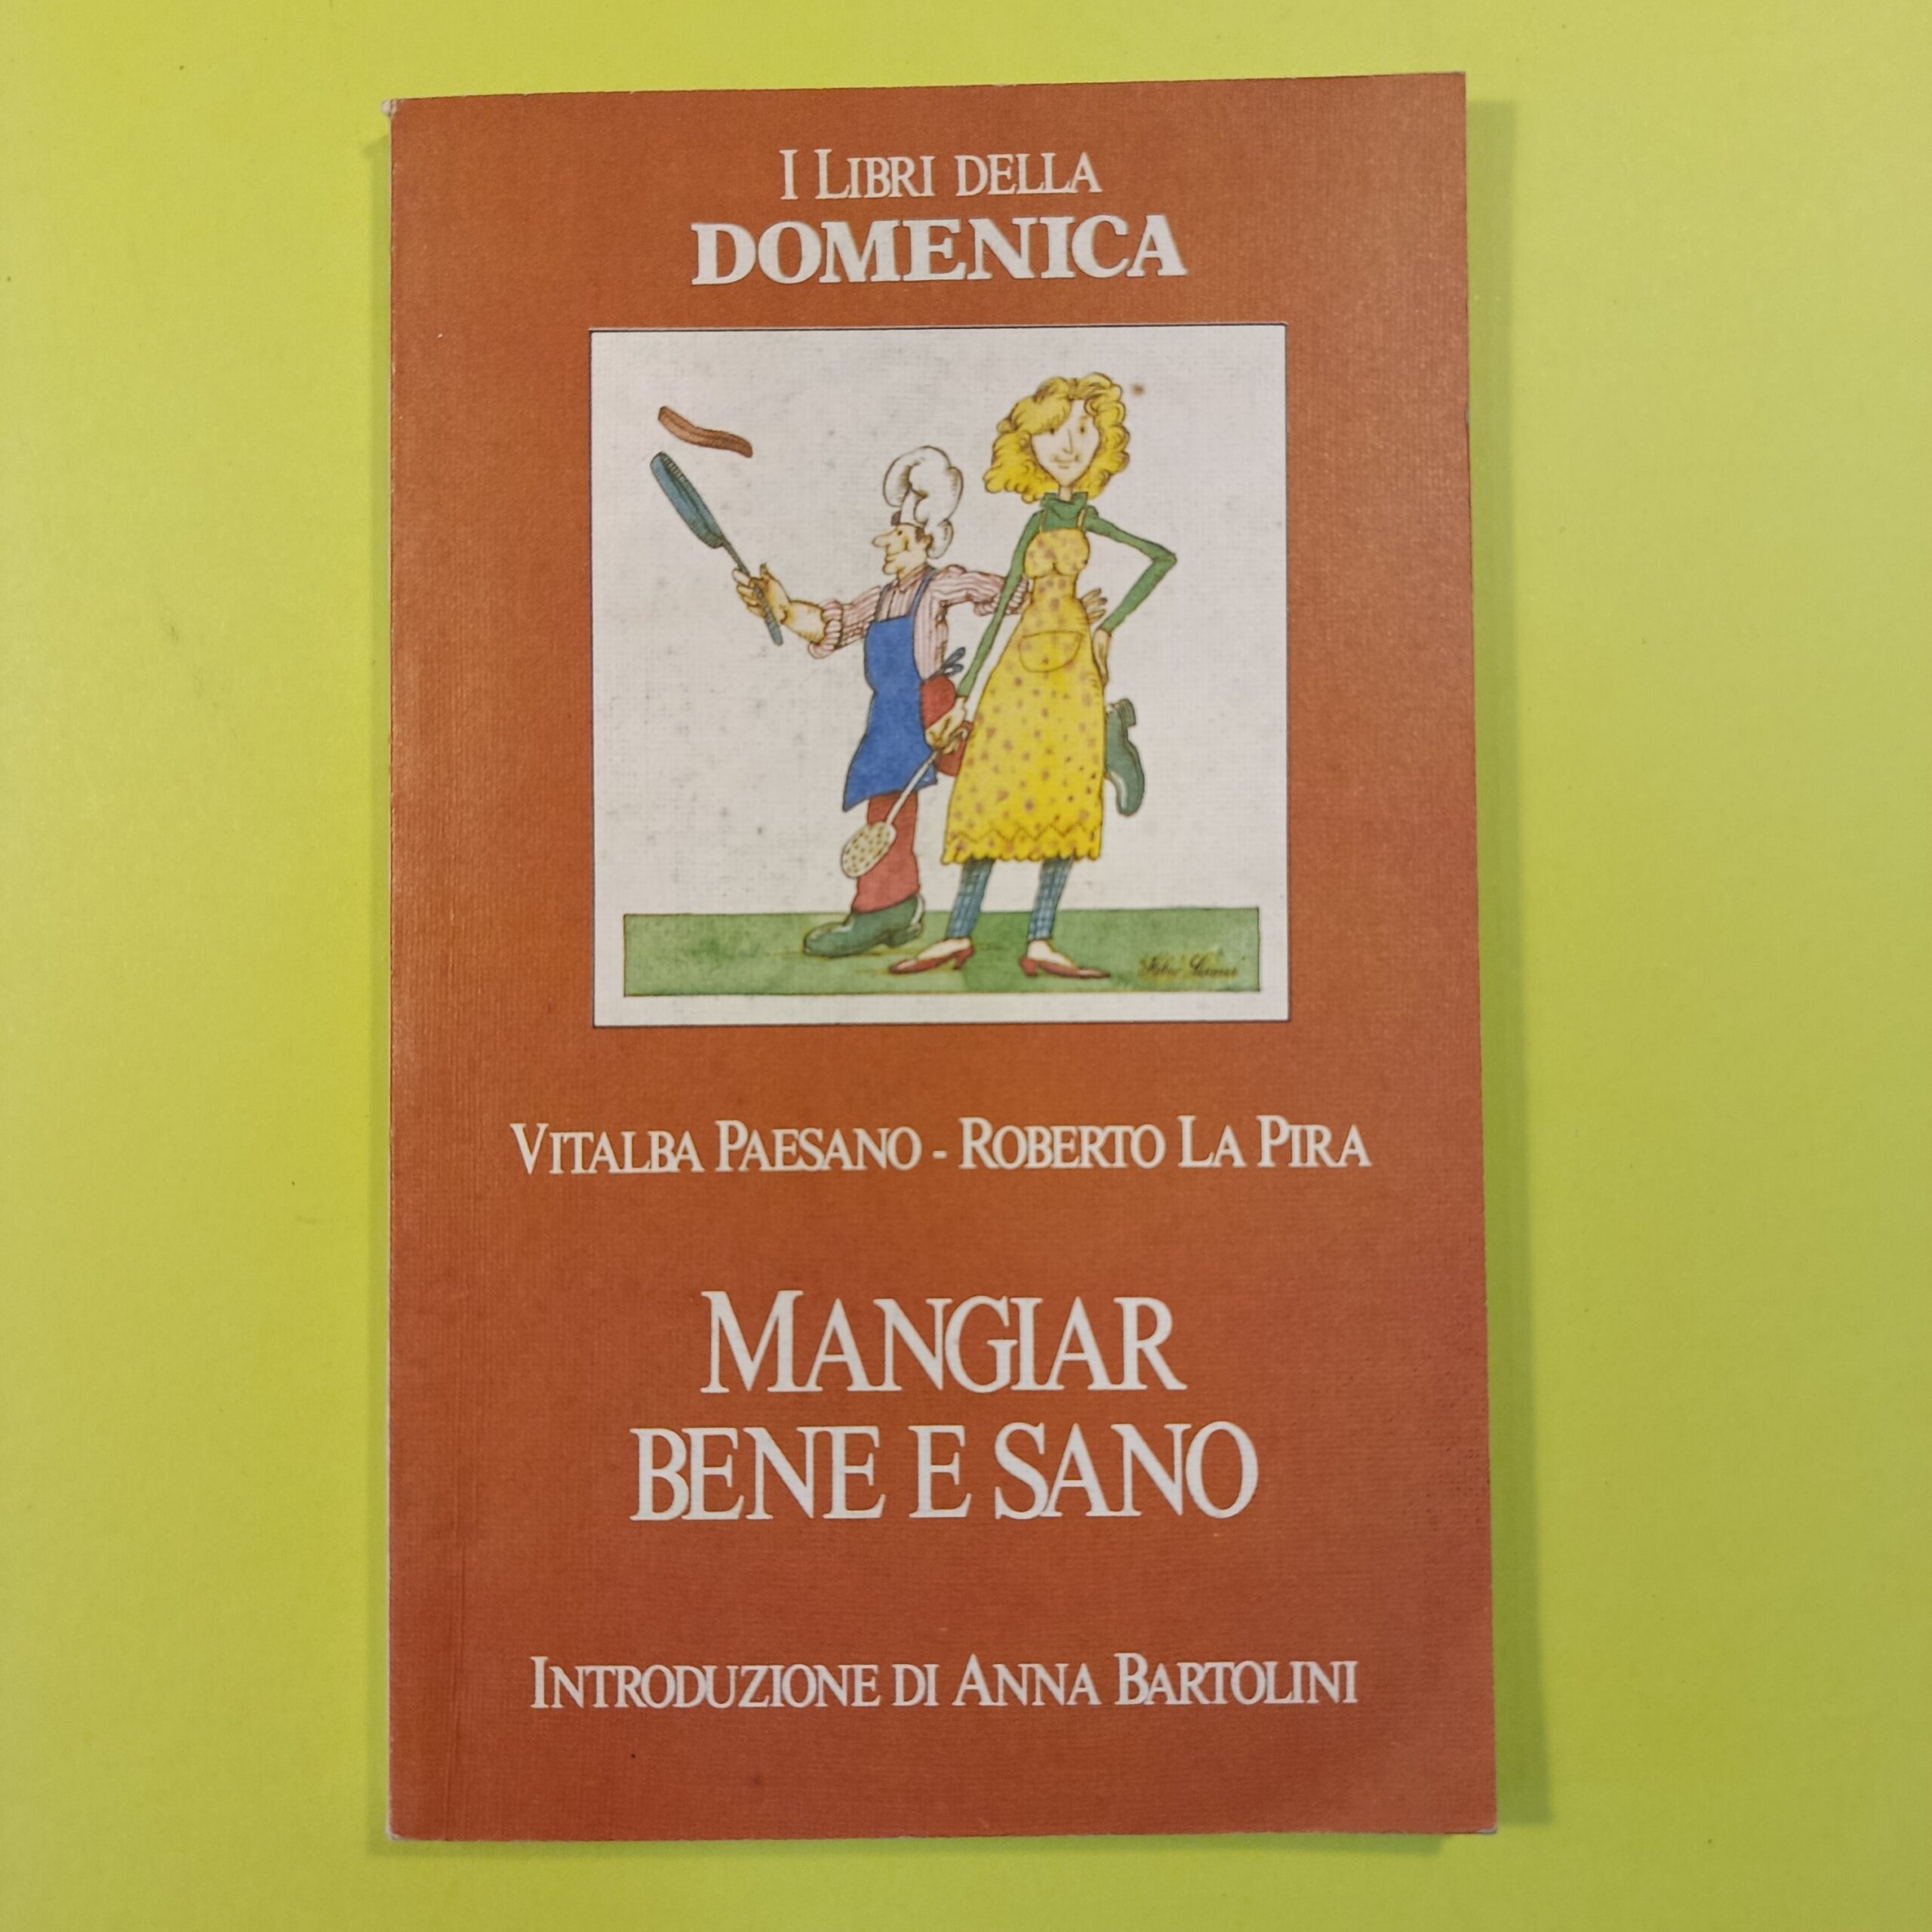 I LIBRI DELLA
DOMENICA
VITALBA PAESANO - ROBERTO LA PIRA
MANGIAR
BENE E SANO
INTRODUZIONE DI ANNA BARTOLINI